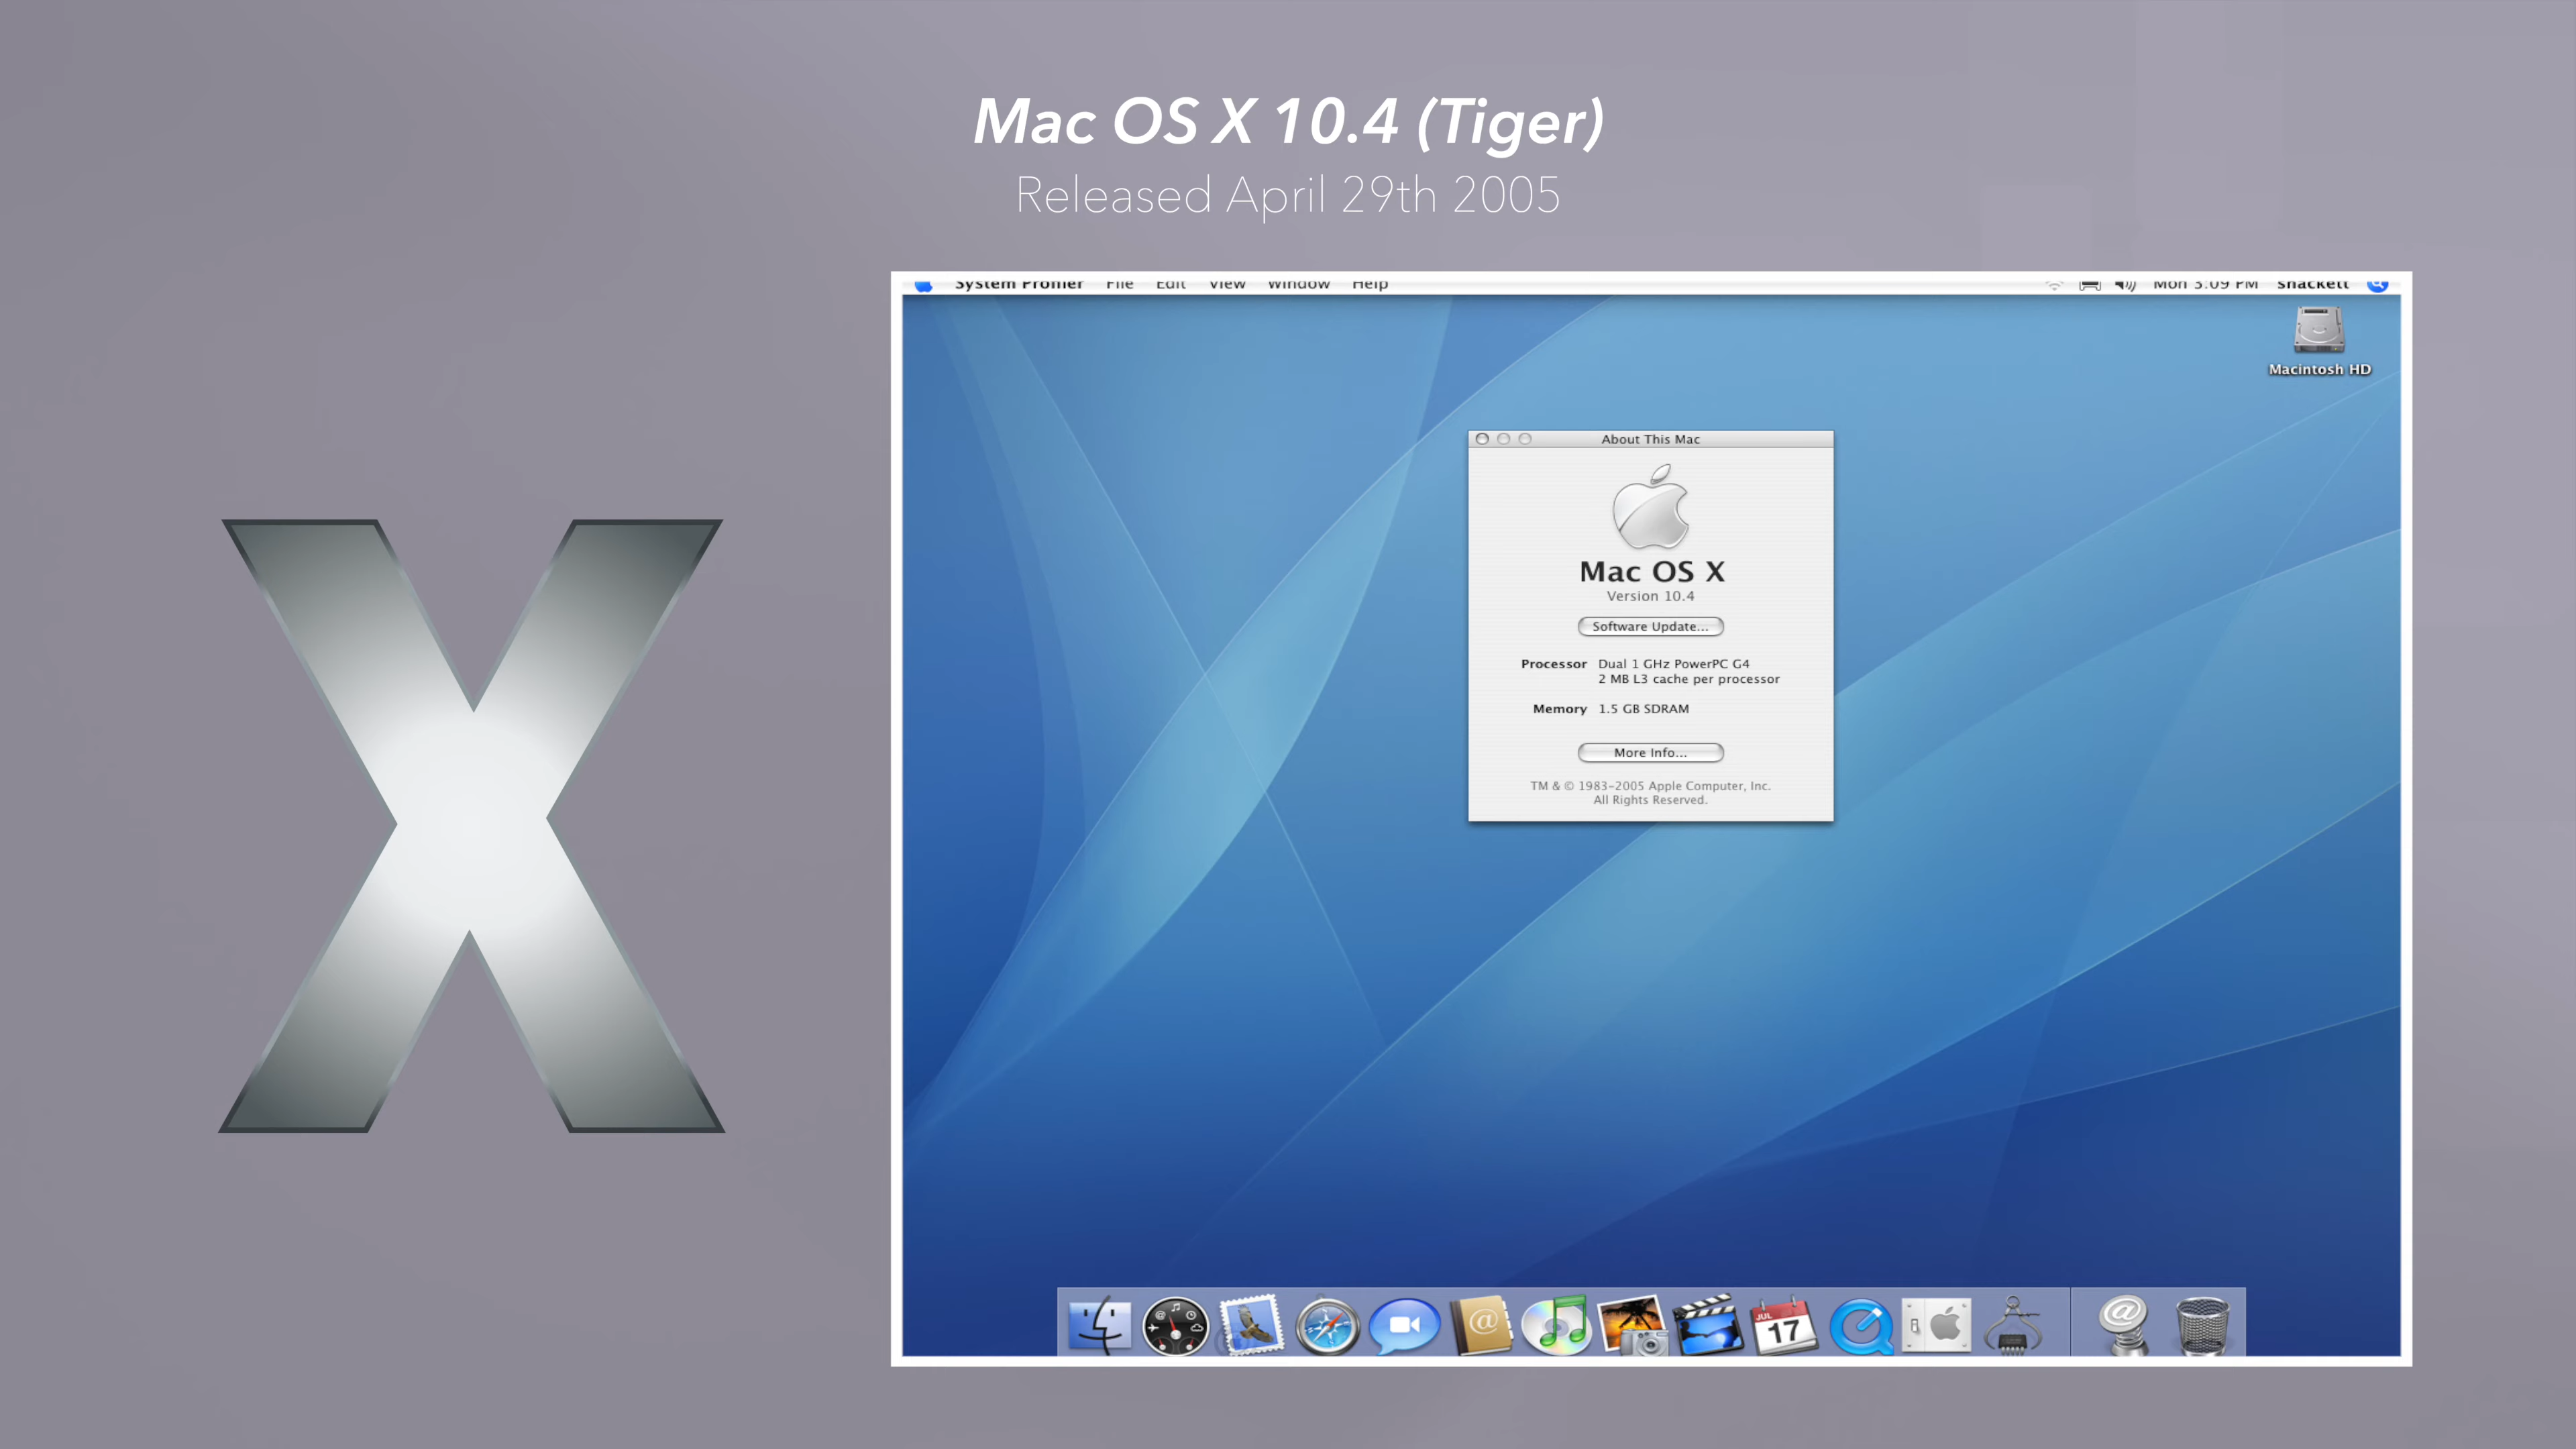 Mac OS X 10.4 (Tiger)
Released April 29th 2005
System Profiler File Edit View Window Help Mon 3:09 PM shackett
Macintosh HD
About This Mac
Mac OS X
Version 10.4
Software Update...
Processor Dual 1 GHz PowerPC G4
2 MB L3 cache per processor
Memory 1.5 GB SDRAM
More Info...
TM & © 1983-2005 Apple Computer, Inc.
All Rights Reserved.
X
JUL
17